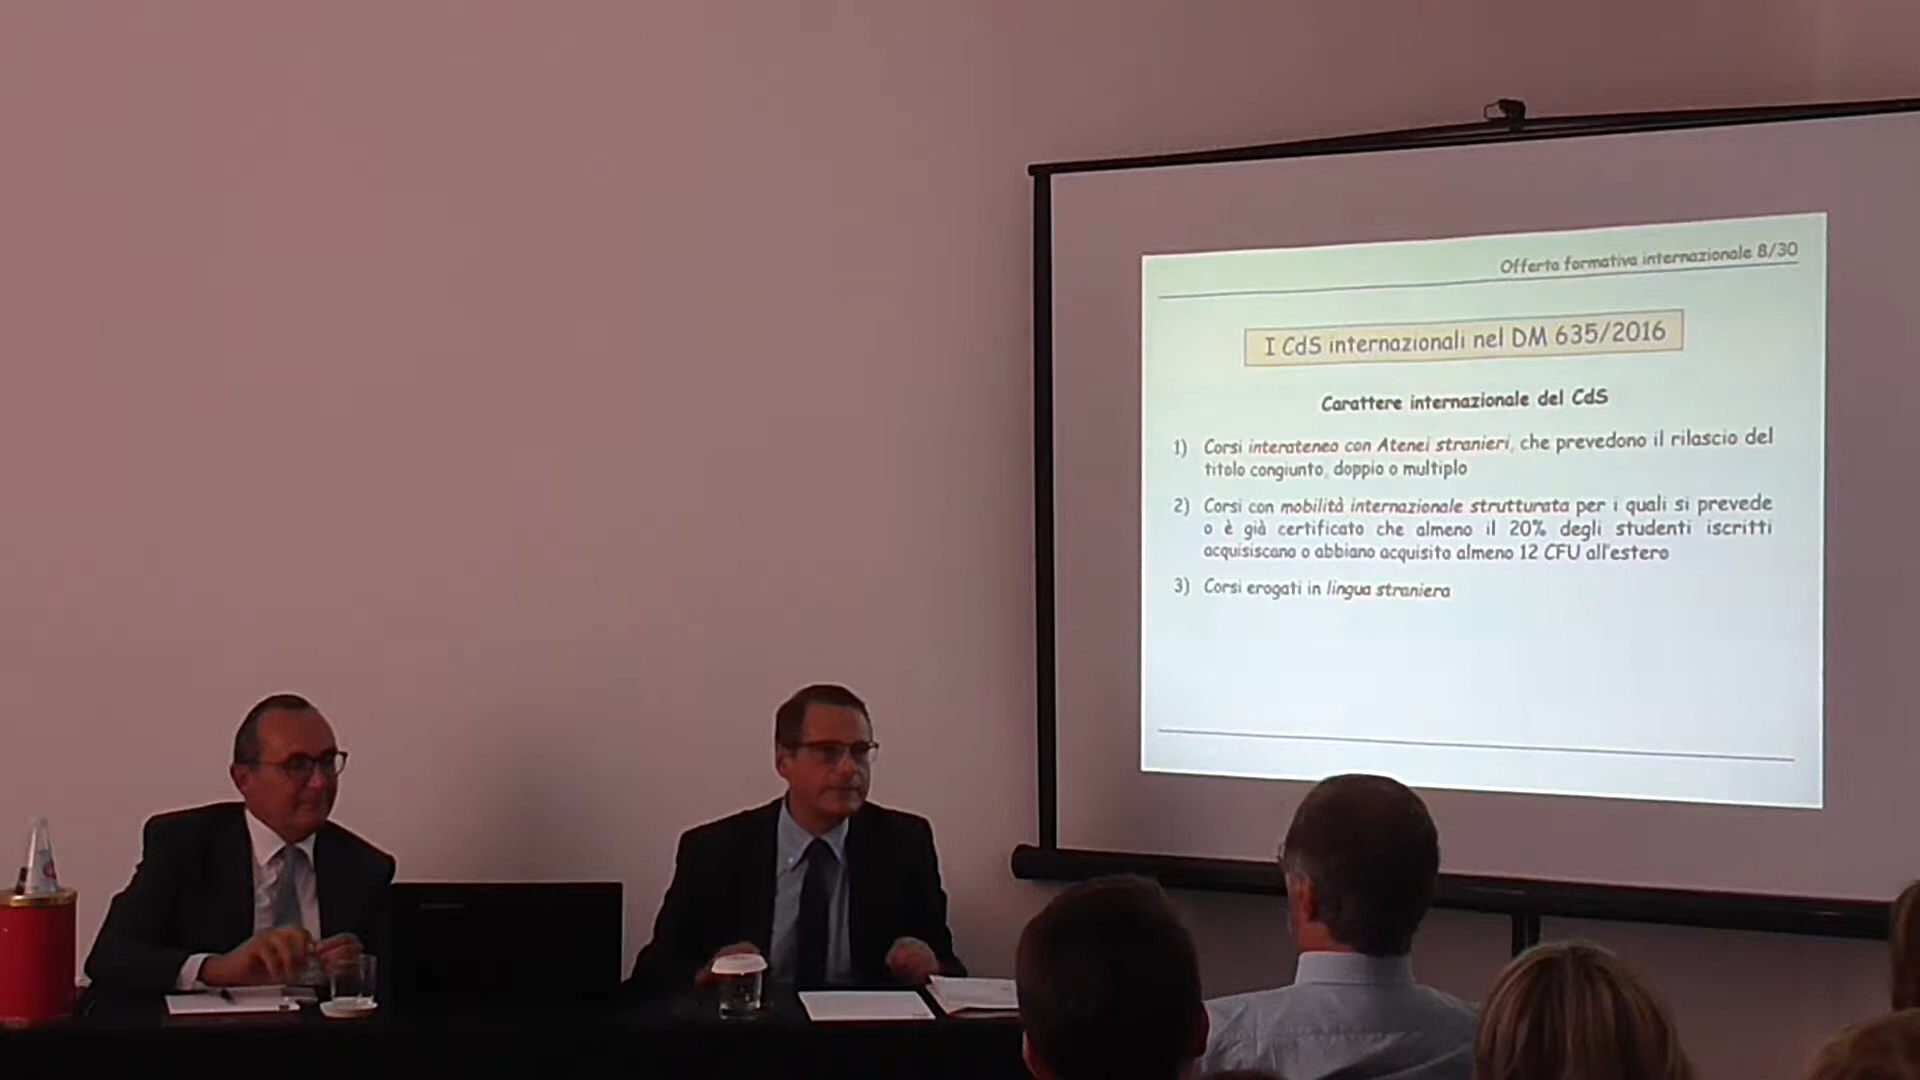 Offerta formativa internazionale 8/30
I CdS internazionali nel DM 635/2016
Carattere internazionale del CdS
1) Corsi interateneo con Atenei stranieri, che prevedono il rilascio del
titolo congiunto, doppio o multiplo
2) Corsi con mobilità internazionale strutturata per i quali si prevede
o è già certificato che almeno il 20% degli studenti iscritti
acquisiscano o abbiano acquisito almeno 12 CFU all'estero
3) Corsi erogati in lingua straniera